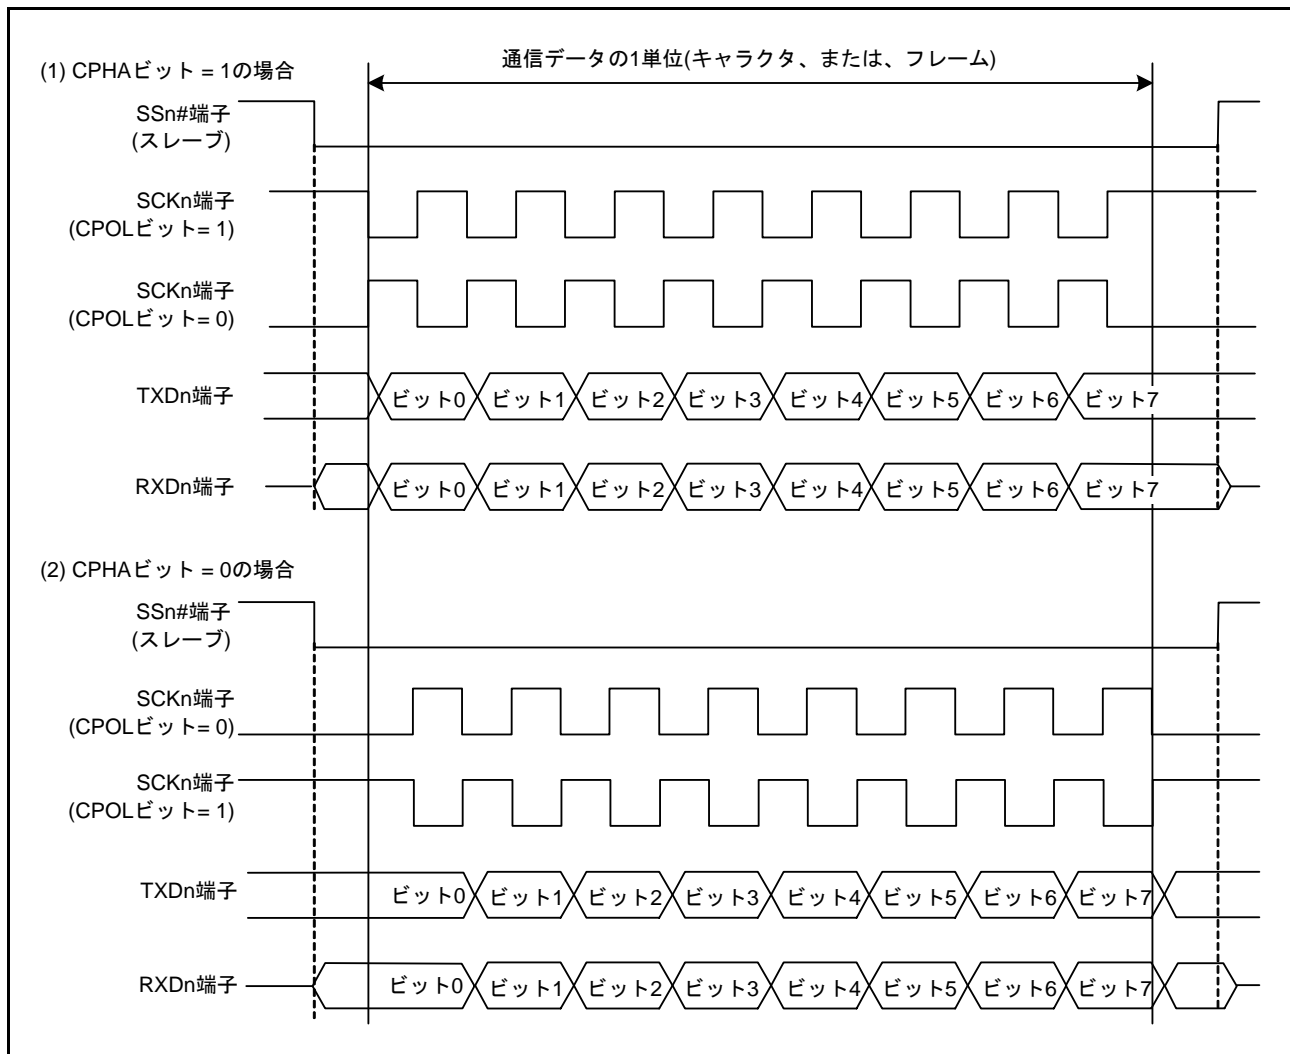 通信データの1単位(キャラクタ、または、フレーム)
(1) CPHAビット = 1の場合
SSn#端子
(スレーブ)
SCKn端子
(CPOLビット= 1)
SCKn端子
(CPOLビット= 0)
TXDn端子
ビット0 ビット1 ビット2 ビット3 ビット4 ビット5 ビット6 ビット7
RXDn端子
ビット0 ビット1 ビット2 ビット3 ビット4 ビット5 ビット6 ビット7
(2) CPHAビット = 0の場合
SSn#端子
(スレーブ)
SCKn端子
(CPOLビット= 0)
SCKn端子
(CPOLビット= 1)
TXDn端子
ビット0 ビット1 ビット2 ビット3 ビット4 ビット5 ビット6 ビット7
RXDn端子
ビット0 ビット1 ビット2 ビット3 ビット4 ビット5 ビット6 ビット7